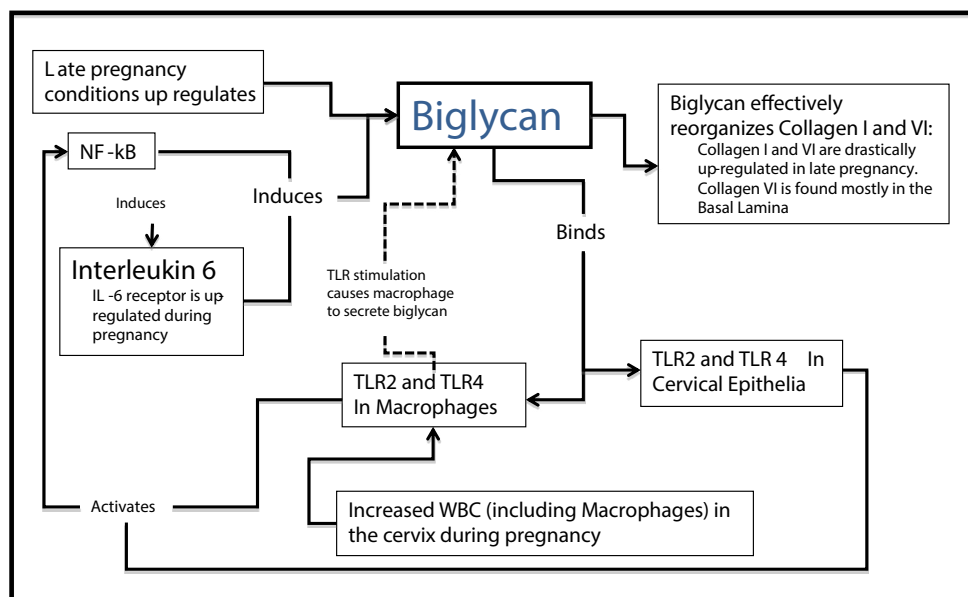 Late pregnancy
conditions up regulates
Biglycan
Biglycan effectively
reorganizes Collagen I and VI:
Collagen I and VI are drastically
up-regulated in late pregnancy.
Collagen VI is found mostly in the
Basal Lamina
NF-kB
Induces
Induces
Interleukin 6
IL-6 receptor is up-
regulated during
pregnancy
Binds
TLR stimulation
causes macrophage
to secrete biglycan
TLR2 and TLR4
In Macrophages
TLR2 and TLR 4 In
Cervical Epithelia
Activates
Increased WBC (including Macrophages) in
the cervix during pregnancy